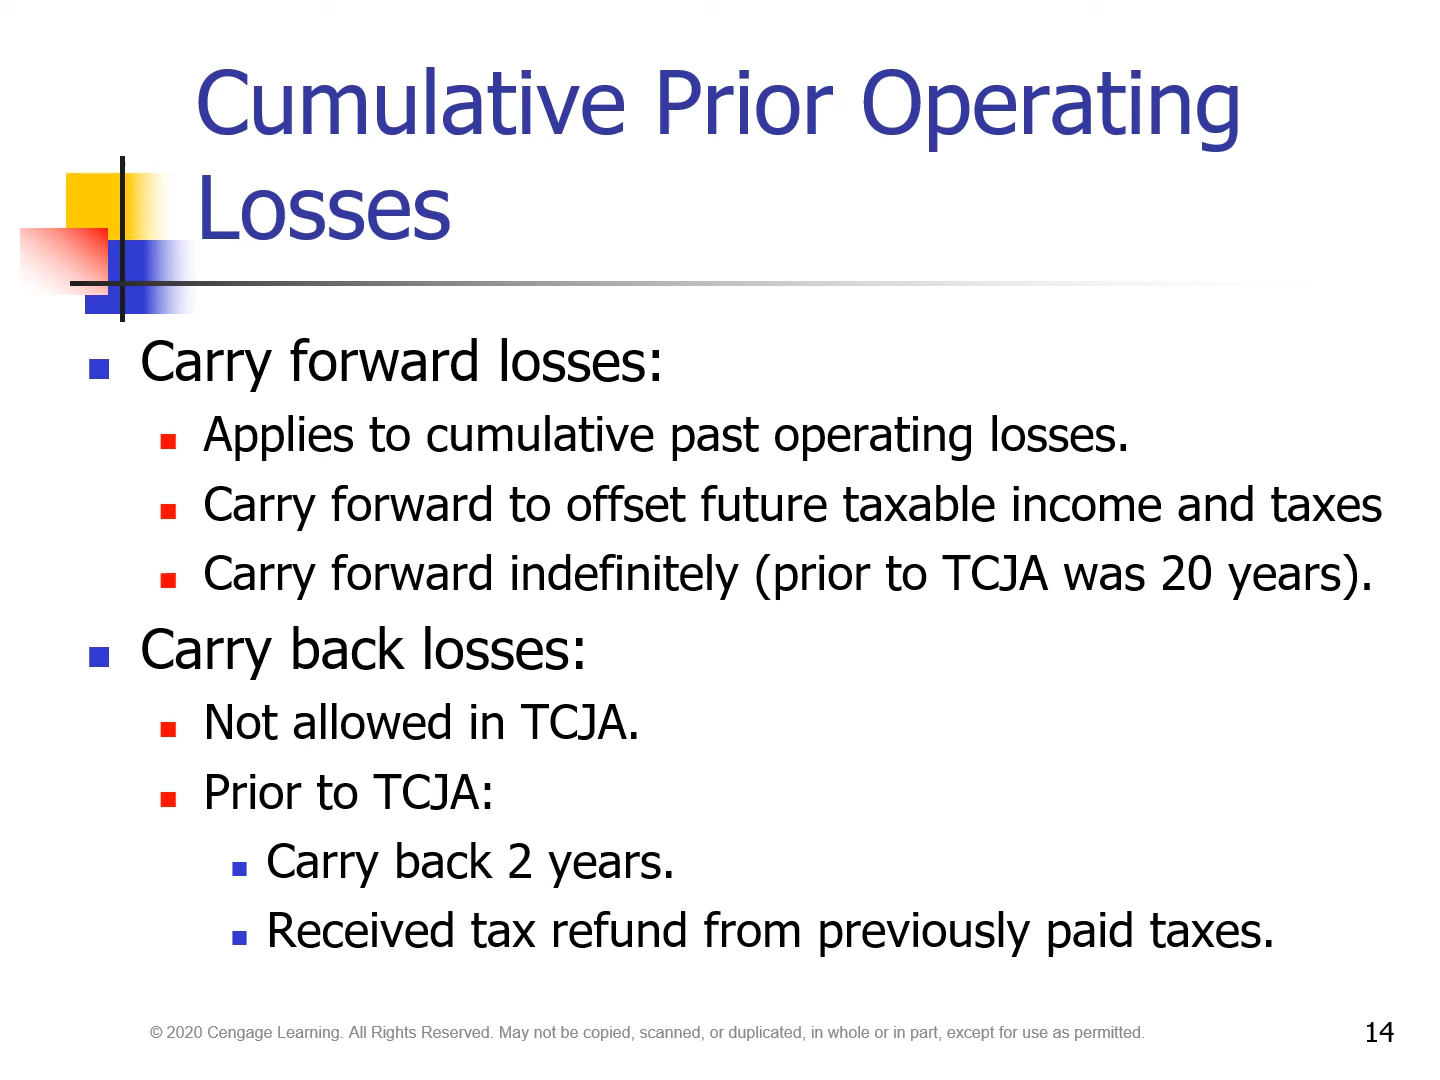 Cumulative Prior Operating
Losses
Carry forward losses:
Applies to cumulative past operating losses.
Carry forward to offset future taxable income and taxes
Carry forward indefinitely (prior to TCJA was 20 years).
Carry back losses:
Not allowed in TCJA.
Prior to TCJA:
Carry back 2 years.
Received tax refund from previously paid taxes.
© 2020 Cengage Learning. All Rights Reserved. May not be copied, scanned, or duplicated, in whole or in part, except for use as permitted.
14